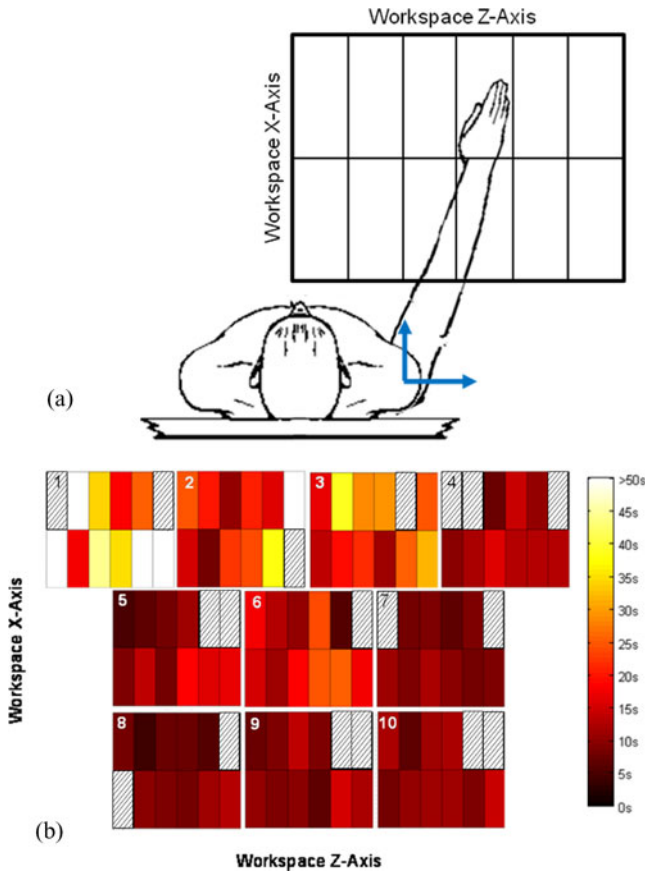 Workspace Z-Axis
Workspace X-Axis
(a)
1
2
3
4
5
6
7
8
9
10
>50s
45s
40s
35s
30s
25s
20s
15s
10s
5s
0s
Workspace X-Axis
(b)
Workspace Z-Axis